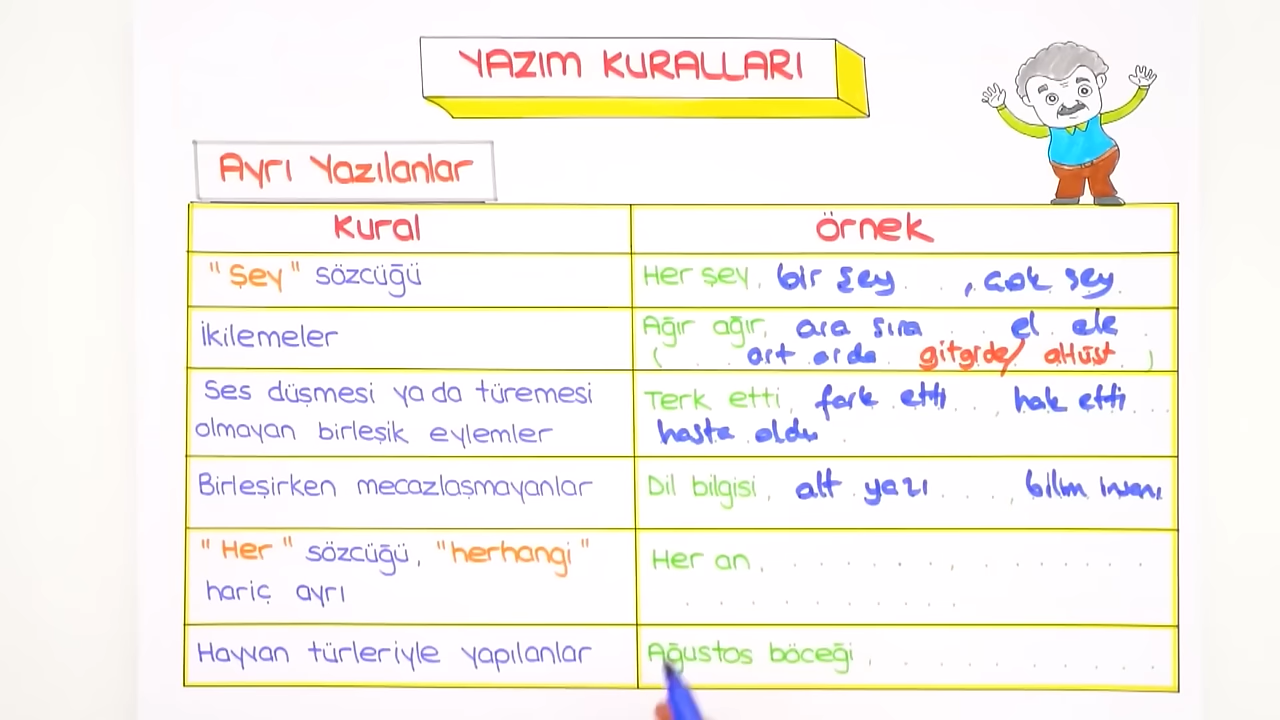 YAZIM KURALLARI
Ayrı Yazılanlar
Kural
Örnek
"Şey" sözcüğü
Her şey, bir şey, çok şey
İkilemeler
Ağır ağır, ara sıra el ele
( art arda gitgide/ altüst )
Ses düşmesi ya da türemesi
olmayan birleşik eylemler
Terk etti, fark etti, hak etti
hasta oldu
Birleşirken mecazlaşmayanlar
Dil bilgisi, alt yazı, bilim insanı
"Her" sözcüğü, "herhangi"
hariç ayrı
Her an,
Hayvan türleriyle yapılanlar
Ağustos böceği,